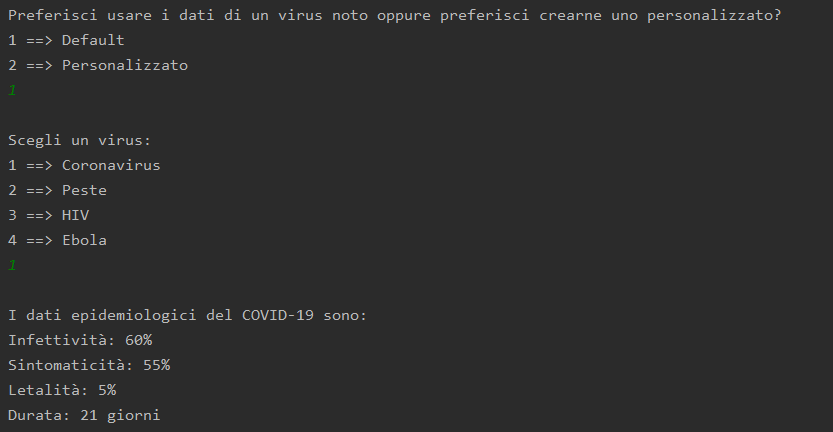 Preferisci usare i dati di un virus noto oppure preferisci crearne uno personalizzato?
1 ==> Default
2 ==> Personalizzato
1
Scegli un virus:
1 ==> Coronavirus
2 ==> Peste
3 ==> HIV
4 ==> Ebola
1
I dati epidemiologici del COVID-19 sono:
Infettività: 60%
Sintomaticità: 55%
Letalità: 5%
Durata: 21 giorni